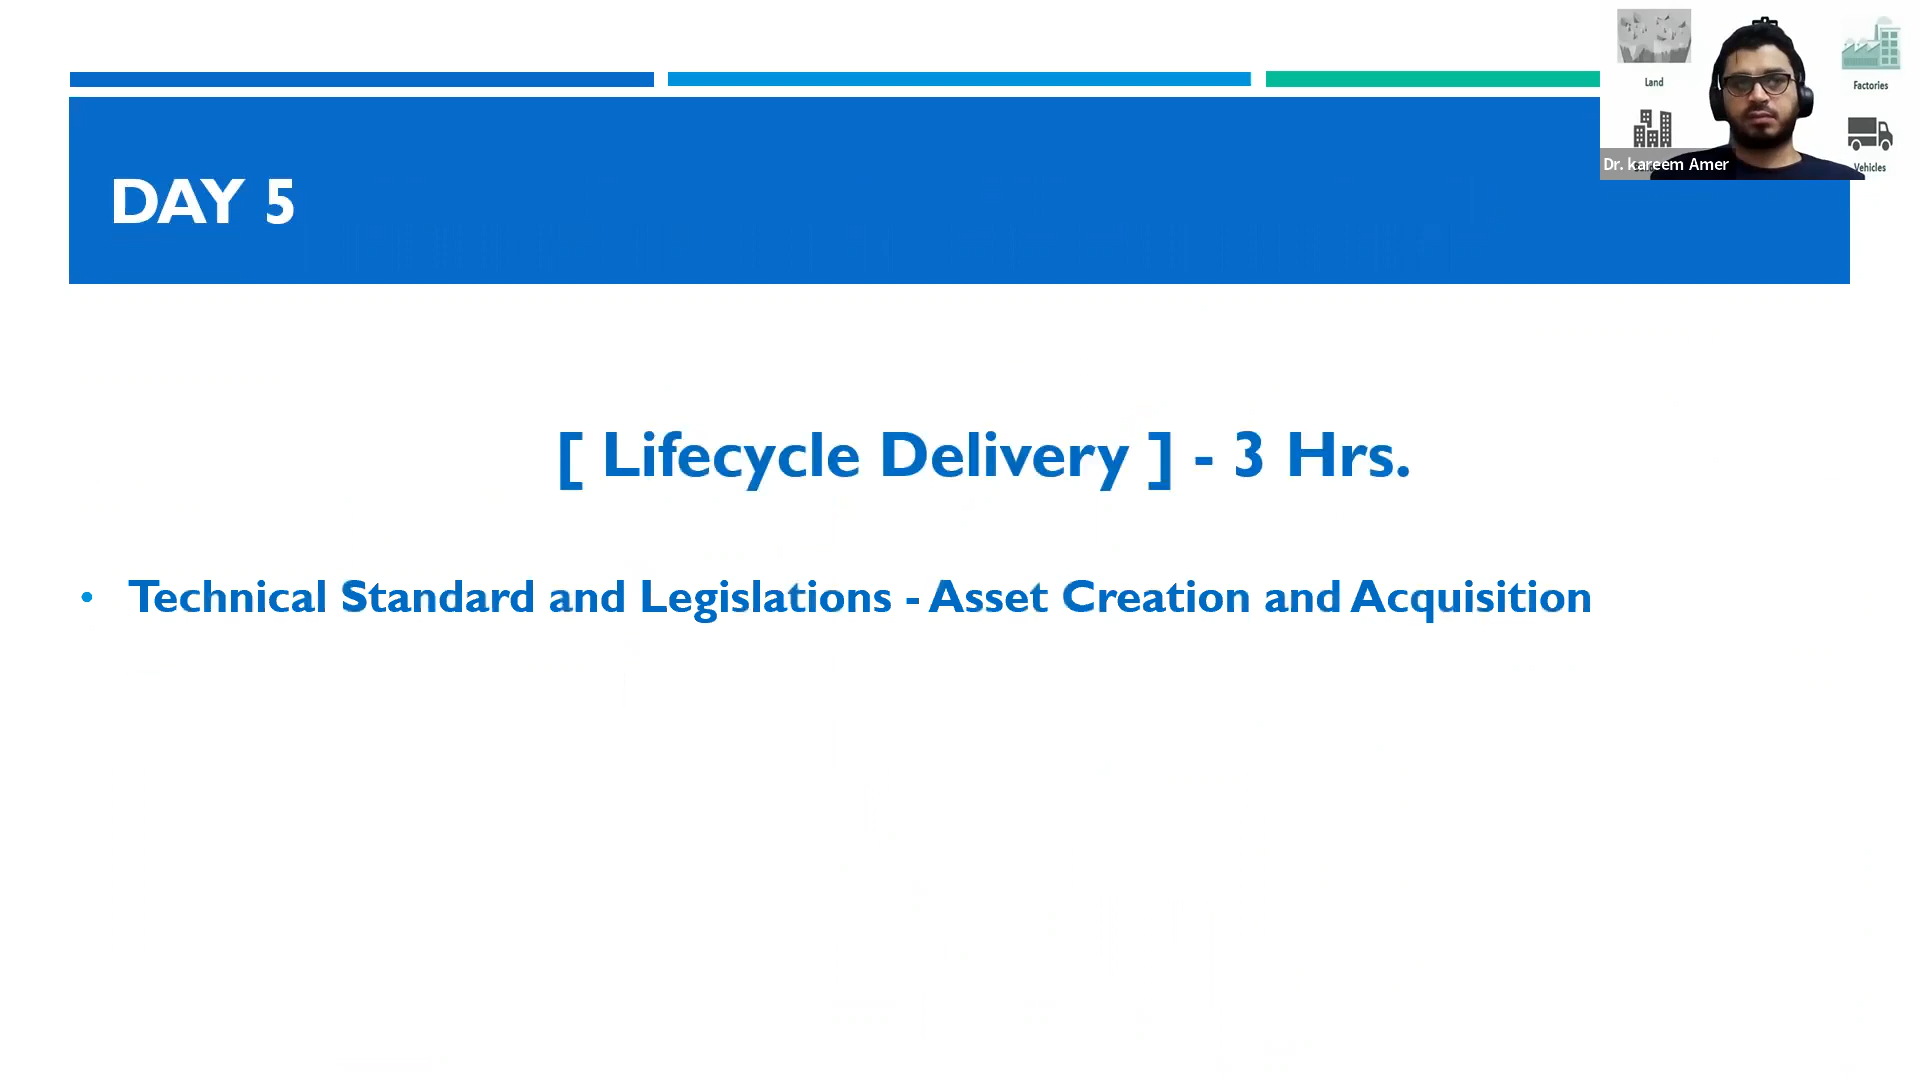 Land
Factories
Dr. kareem Amer
Vehicles
DAY 5
[ Lifecycle Delivery ] - 3 Hrs.
• Technical Standard and Legislations - Asset Creation and Acquisition